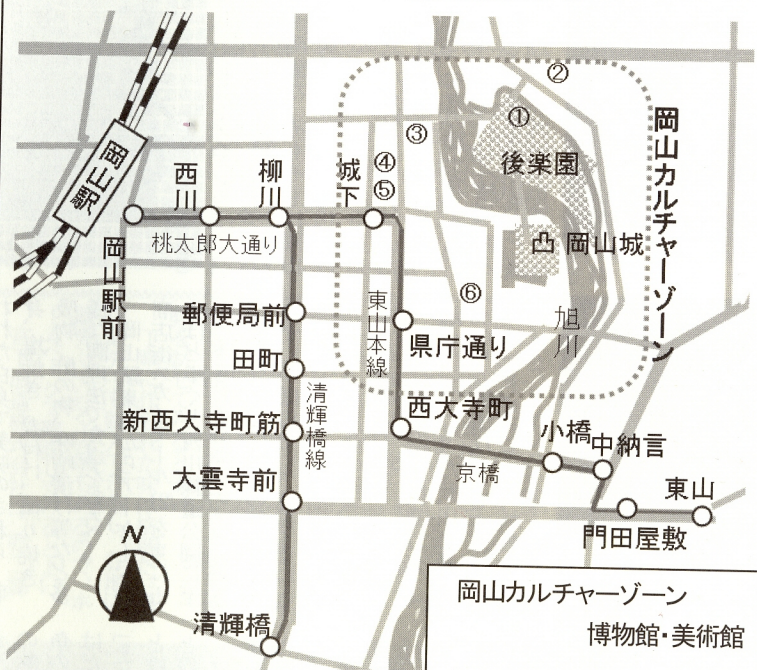 ②
①
③
後楽園
④
⑤
岡山カルチャーゾーン
岡山駅
西川
柳川
城下
岡山城
桃太郎大通り
岡山駅前
東山本線
⑥
旭川
郵便局前
県庁通り
田町
清輝橋線
西大寺町
新西大寺町筋
小橋
中納言
京橋
大雲寺前
東山
門田屋敷
N
清輝橋
岡山カルチャーゾーン
博物館・美術館